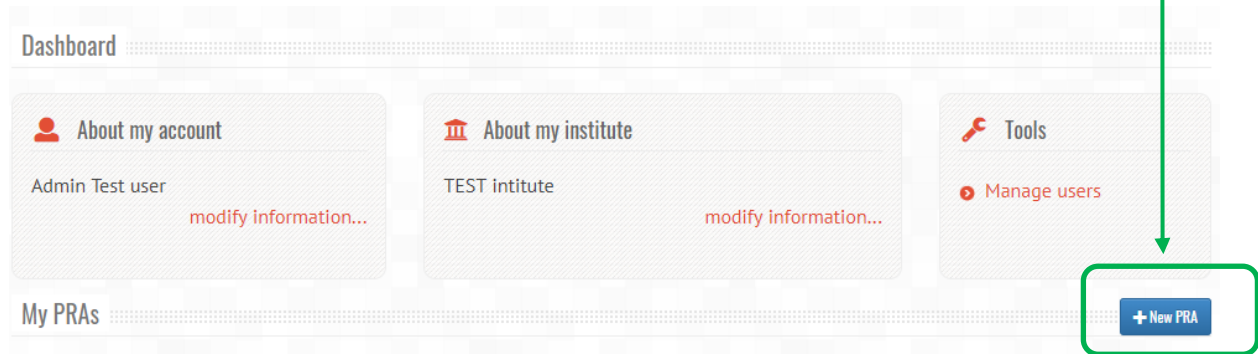 Dashboard
About my account
Admin Test user
modify information...
About my institute
TEST intitute
modify information...
Tools
Manage users
My PRAs
New PRA